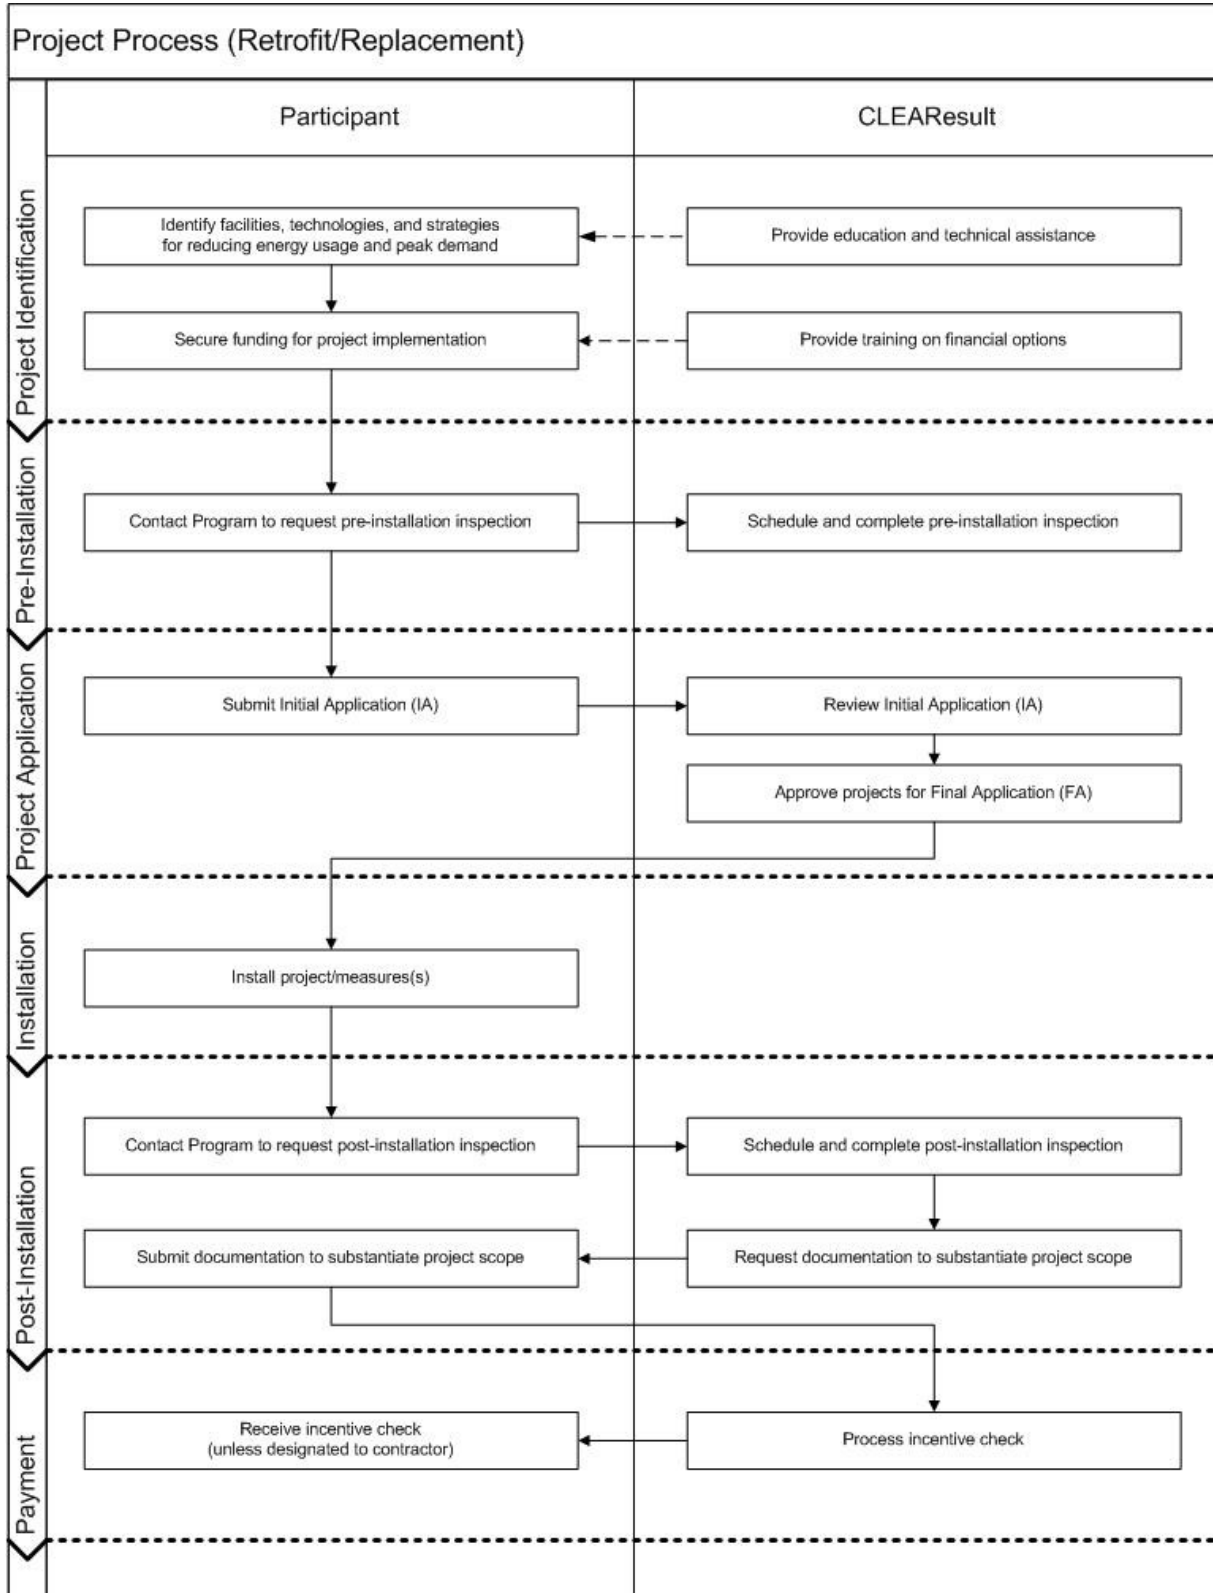 Project Process (Retrofit/Replacement)
Participant
CLEAResult
Project Identification
Identify facilities, technologies, and strategies
for reducing energy usage and peak demand
Provide education and technical assistance
Secure funding for project implementation
Provide training on financial options
Pre-Installation
Contact Program to request pre-installation inspection
Schedule and complete pre-installation inspection
Project Application
Submit Initial Application (IA)
Review Initial Application (IA)
Approve projects for Final Application (FA)
Installation
Install project/measures(s)
Post-Installation
Contact Program to request post-installation inspection
Schedule and complete post-installation inspection
Submit documentation to substantiate project scope
Request documentation to substantiate project scope
Payment
Receive incentive check
(unless designated to contractor)
Process incentive check